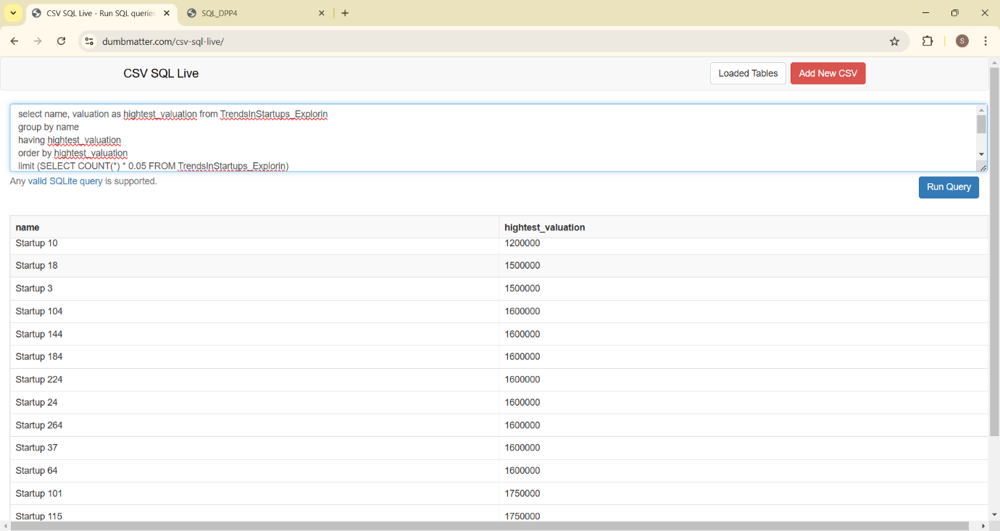 CSV SQL Live - Run SQL queries
SQL_DPP4
dumbmatter.com/csv-sql-live/
S
CSV SQL Live
Loaded Tables
Add New CSV
select name, valuation as hightest_valuation from TrendsInStartups_Explorin
group by name
having hightest_valuation
order by hightest_valuation
limit (SELECT COUNT(*) * 0.05 FROM TrendsInStartups_Explorin)
Any valid SQLite query is supported.
Run Query
name hightest_valuation
Startup 10 1200000
Startup 18 1500000
Startup 3 1500000
Startup 104 1600000
Startup 144 1600000
Startup 184 1600000
Startup 224 1600000
Startup 24 1600000
Startup 264 1600000
Startup 37 1600000
Startup 64 1600000
Startup 101 1750000
Startup 115 1750000